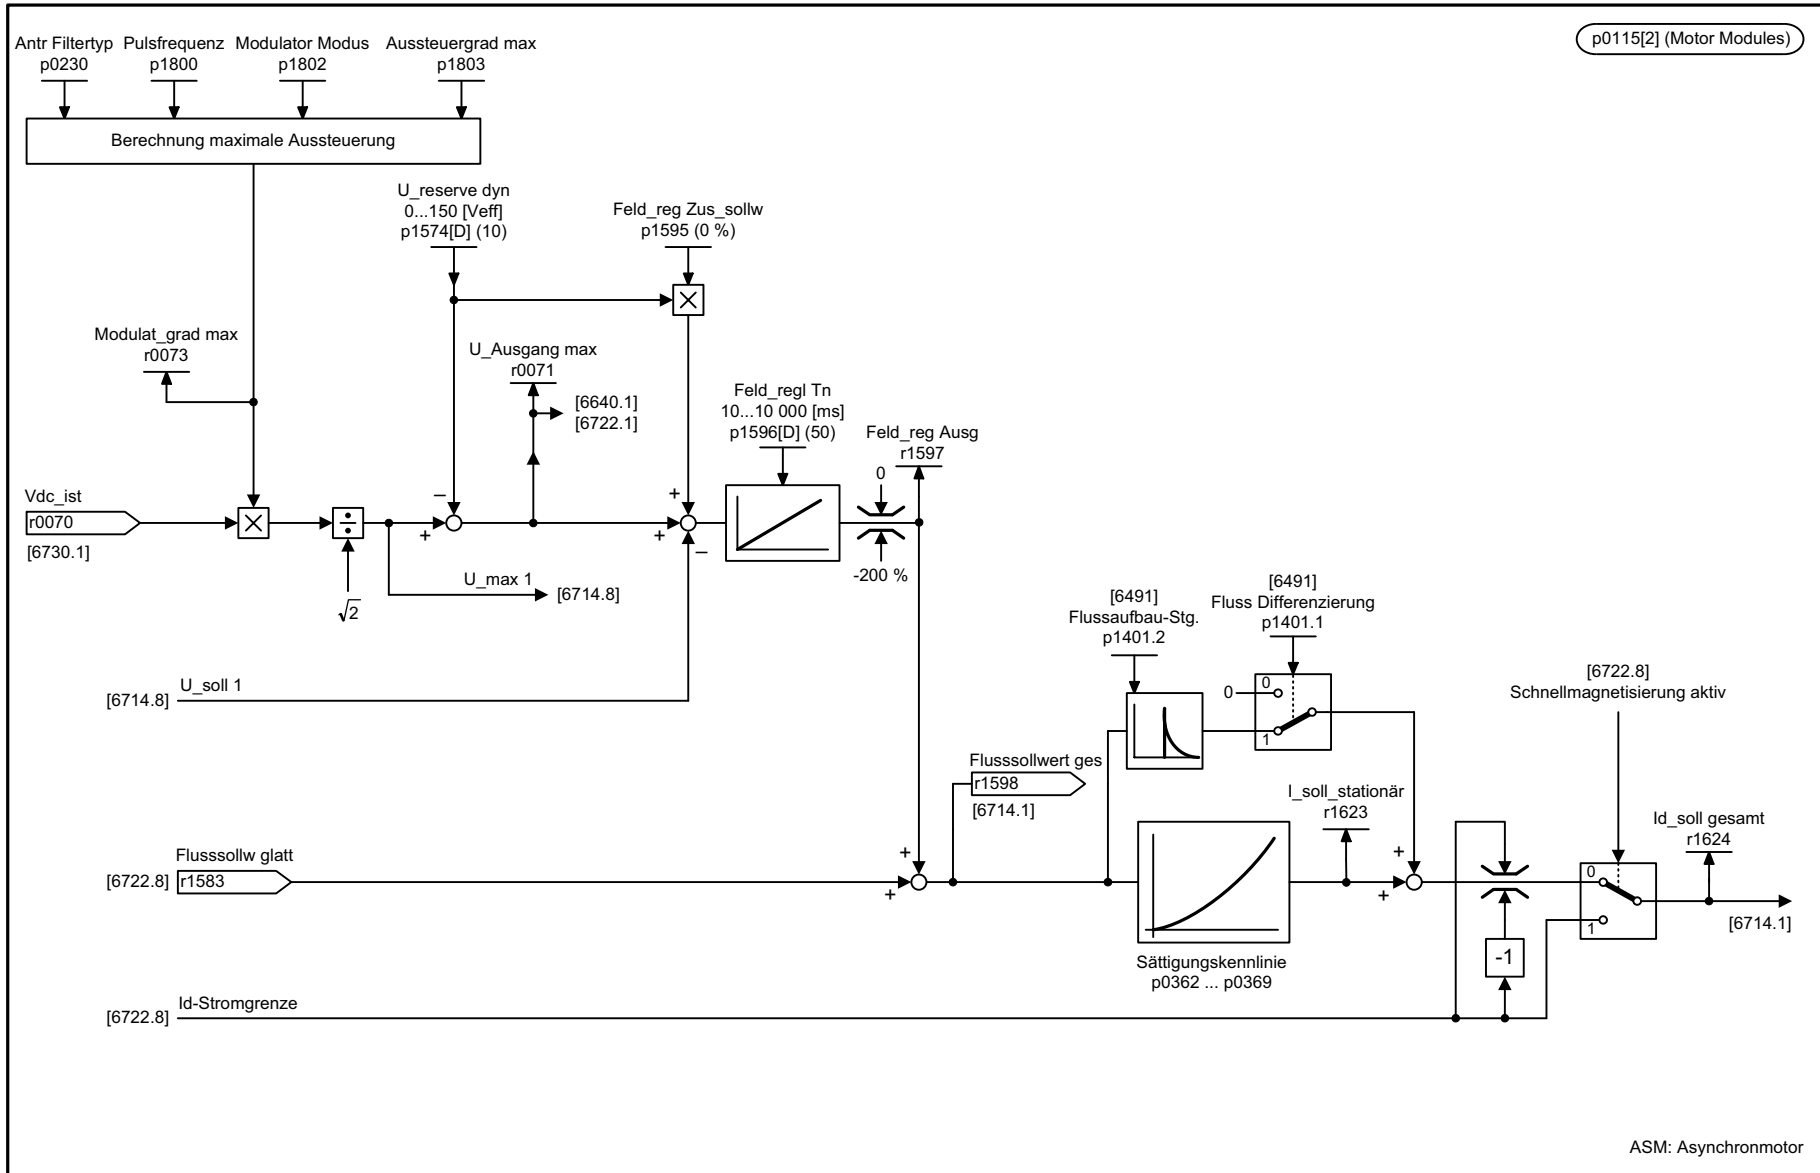 p0115[2] (Motor Modules)
Antr Filtertyp
p0230
Pulsfrequenz
p1800
Modulator Modus
p1802
Aussteuergrad max
p1803
Berechnung maximale Aussteuerung
U_reserve dyn
0...150 [Veff]
p1574[D] (10)
Feld_reg Zus_sollw
p1595 (0 %)
Modulat_grad max
r0073
U_Ausgang max
r0071
[6640.1]
[6722.1]
Feld_regl Tn
10...10 000 [ms]
p1596[D] (50)
Feld_reg Ausg
r1597
0
-200 %
Vdc_ist
r0070
[6730.1]
×
÷
√2
×
–
+
+
+
–
U_max 1
[6714.8]
U_soll 1
[6714.8]
[6491]
Flussaufbau-Stg.
p1401.2
[6491]
Fluss Differenzierung
p1401.1
0
0
1
[6722.8]
Schnellmagnetisierung aktiv
Flusssollwert ges
r1598
[6714.1]
I_soll_stationär
r1623
Id_soll gesamt
r1624
Flusssollw glatt
[6722.8]
r1583
+
+
+
+
0
1
[6714.1]
-1
Sättigungskennlinie
p0362 ... p0369
Id-Stromgrenze
[6722.8]
ASM: Asynchronmotor